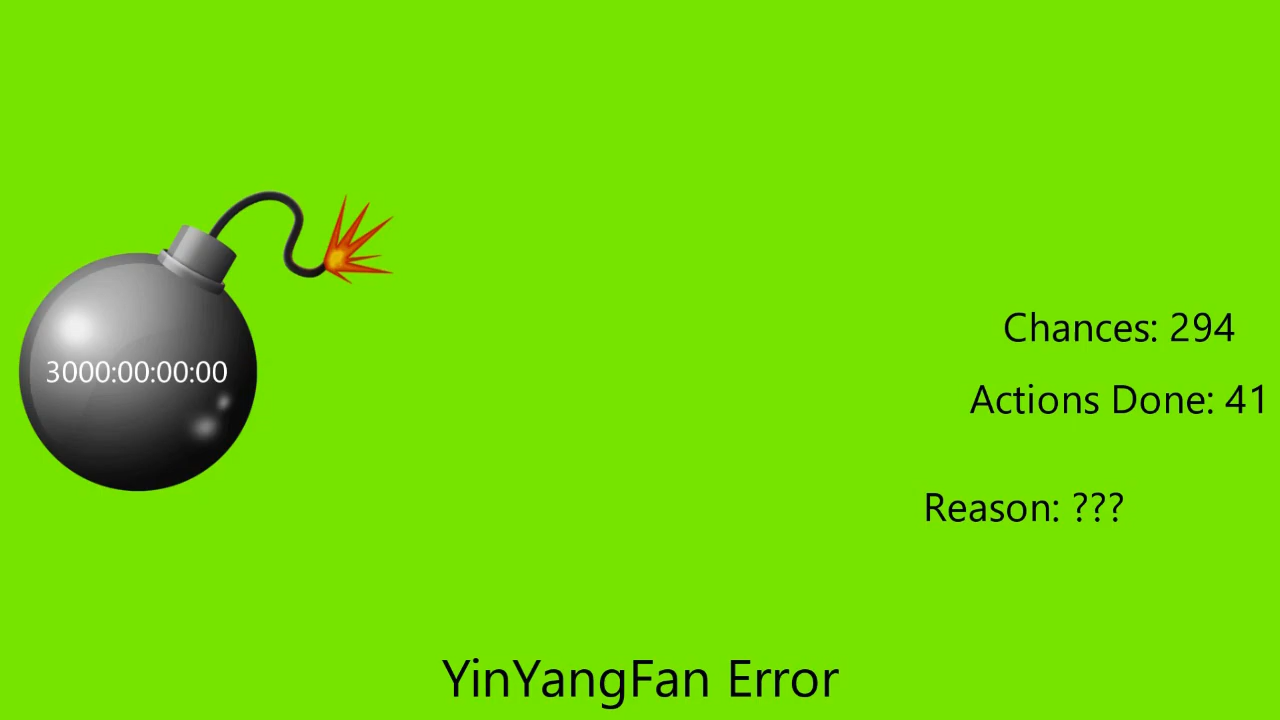 3000:00:00:00
Chances: 294
Actions Done: 41
Reason: ???
YinYangFan Error